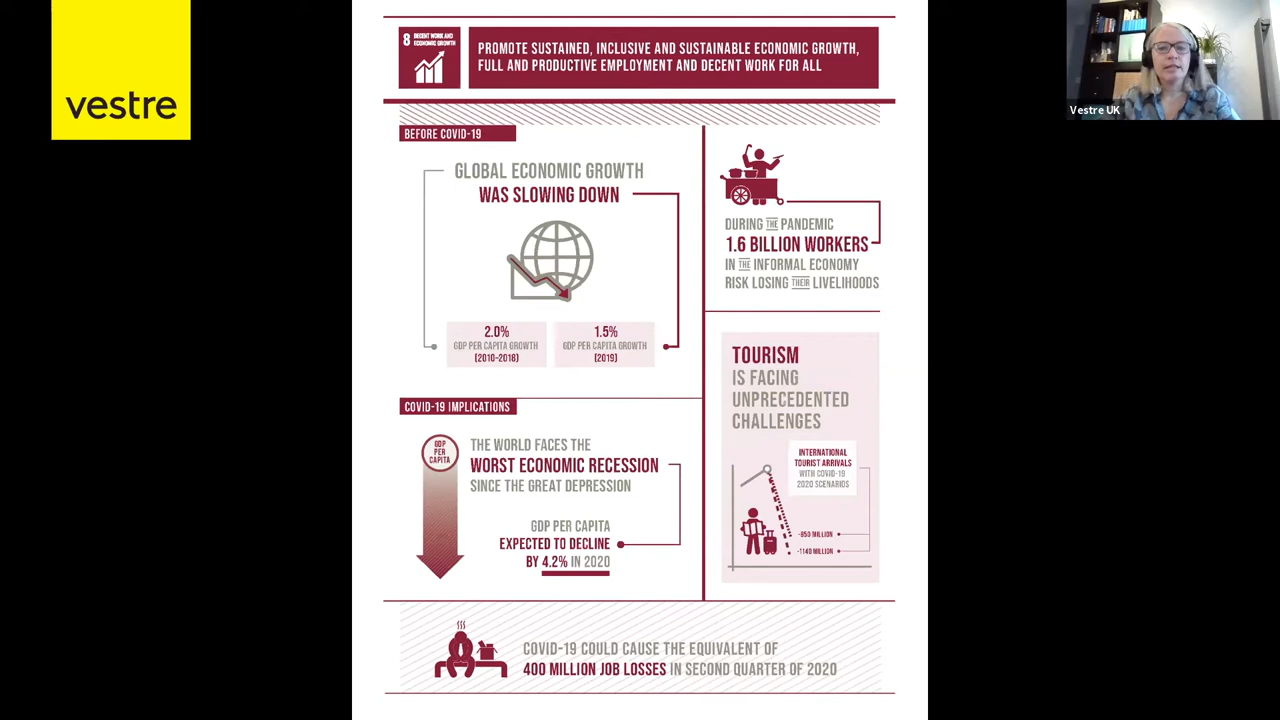 vestre
8 DECENT WORK AND
ECONOMIC GROWTH
PROMOTE SUSTAINED, INCLUSIVE AND SUSTAINABLE ECONOMIC GROWTH,
FULL AND PRODUCTIVE EMPLOYMENT AND DECENT WORK FOR ALL
Vestre UK
BEFORE COVID-19
GLOBAL ECONOMIC GROWTH
WAS SLOWING DOWN
2.0%
GDP PER CAPITA GROWTH
(2010-2018)
1.5%
GDP PER CAPITA GROWTH
(2019)
DURING THE PANDEMIC
1.6 BILLION WORKERS
IN THE INFORMAL ECONOMY
RISK LOSING THEIR LIVELIHOODS
COVID-19 IMPLICATIONS
GDP
PER
CAPITA
THE WORLD FACES THE
WORST ECONOMIC RECESSION
SINCE THE GREAT DEPRESSION
GDP PER CAPITA
EXPECTED TO DECLINE
BY 4.2% IN 2020
TOURISM
IS FACING
UNPRECEDENTED
CHALLENGES
INTERNATIONAL
TOURIST ARRIVALS
WITH COVID-19
2020 SCENARIOS
-850 MILLION
-1140 MILLION
COVID-19 COULD CAUSE THE EQUIVALENT OF
400 MILLION JOB LOSSES IN SECOND QUARTER OF 2020